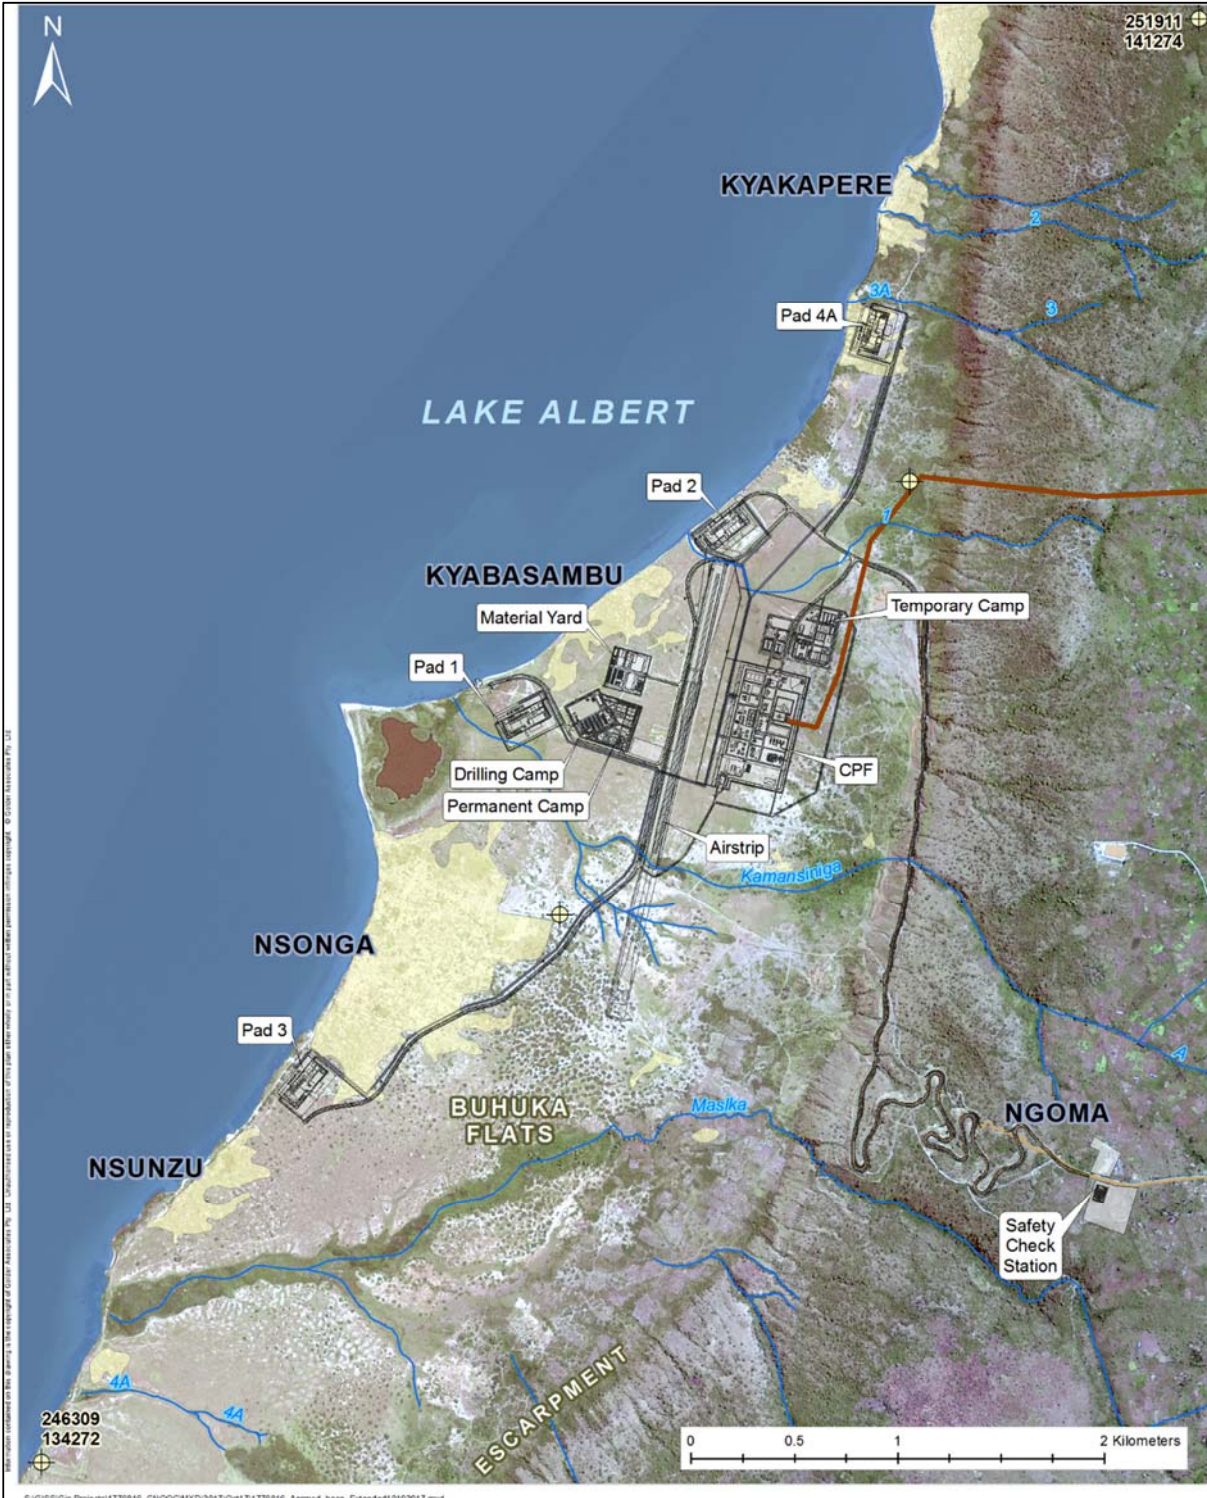 N
251911
141274
KYAKAPERE
2
3A
3
Pad 4A
LAKE ALBERT
Pad 2
1
KYABASAMBU
Temporary Camp
Material Yard
Pad 1
Drilling Camp
CPF
Permanent Camp
Airstrip
Kamansiniga
NSONGA
Pad 3
A
BUHUKA
FLATS
Masika
NGOMA
NSUNZU
Safety
Check
Station
ESCARPMENT
4A
4A
246309
134272
0 0.5 1 2 Kilometers